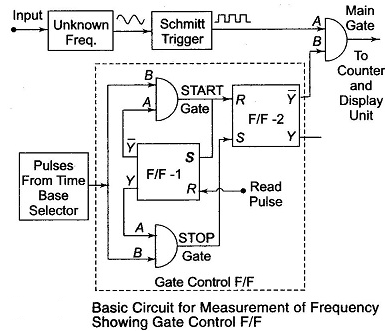 Input
Unknown
Freq.
Schmitt
Trigger
Main
Gate
A
B
To
Counter
and
Display
Unit
B
A
START
Gate
R
Y̅
F/F -2
S
Y
Y̅
S
F/F -1
Y
R
Read
Pulse
Pulses
From Time
Base
Selector
A
B
STOP
Gate
Gate Control F/F
Basic Circuit for Measurement of Frequency
Showing Gate Control F/F